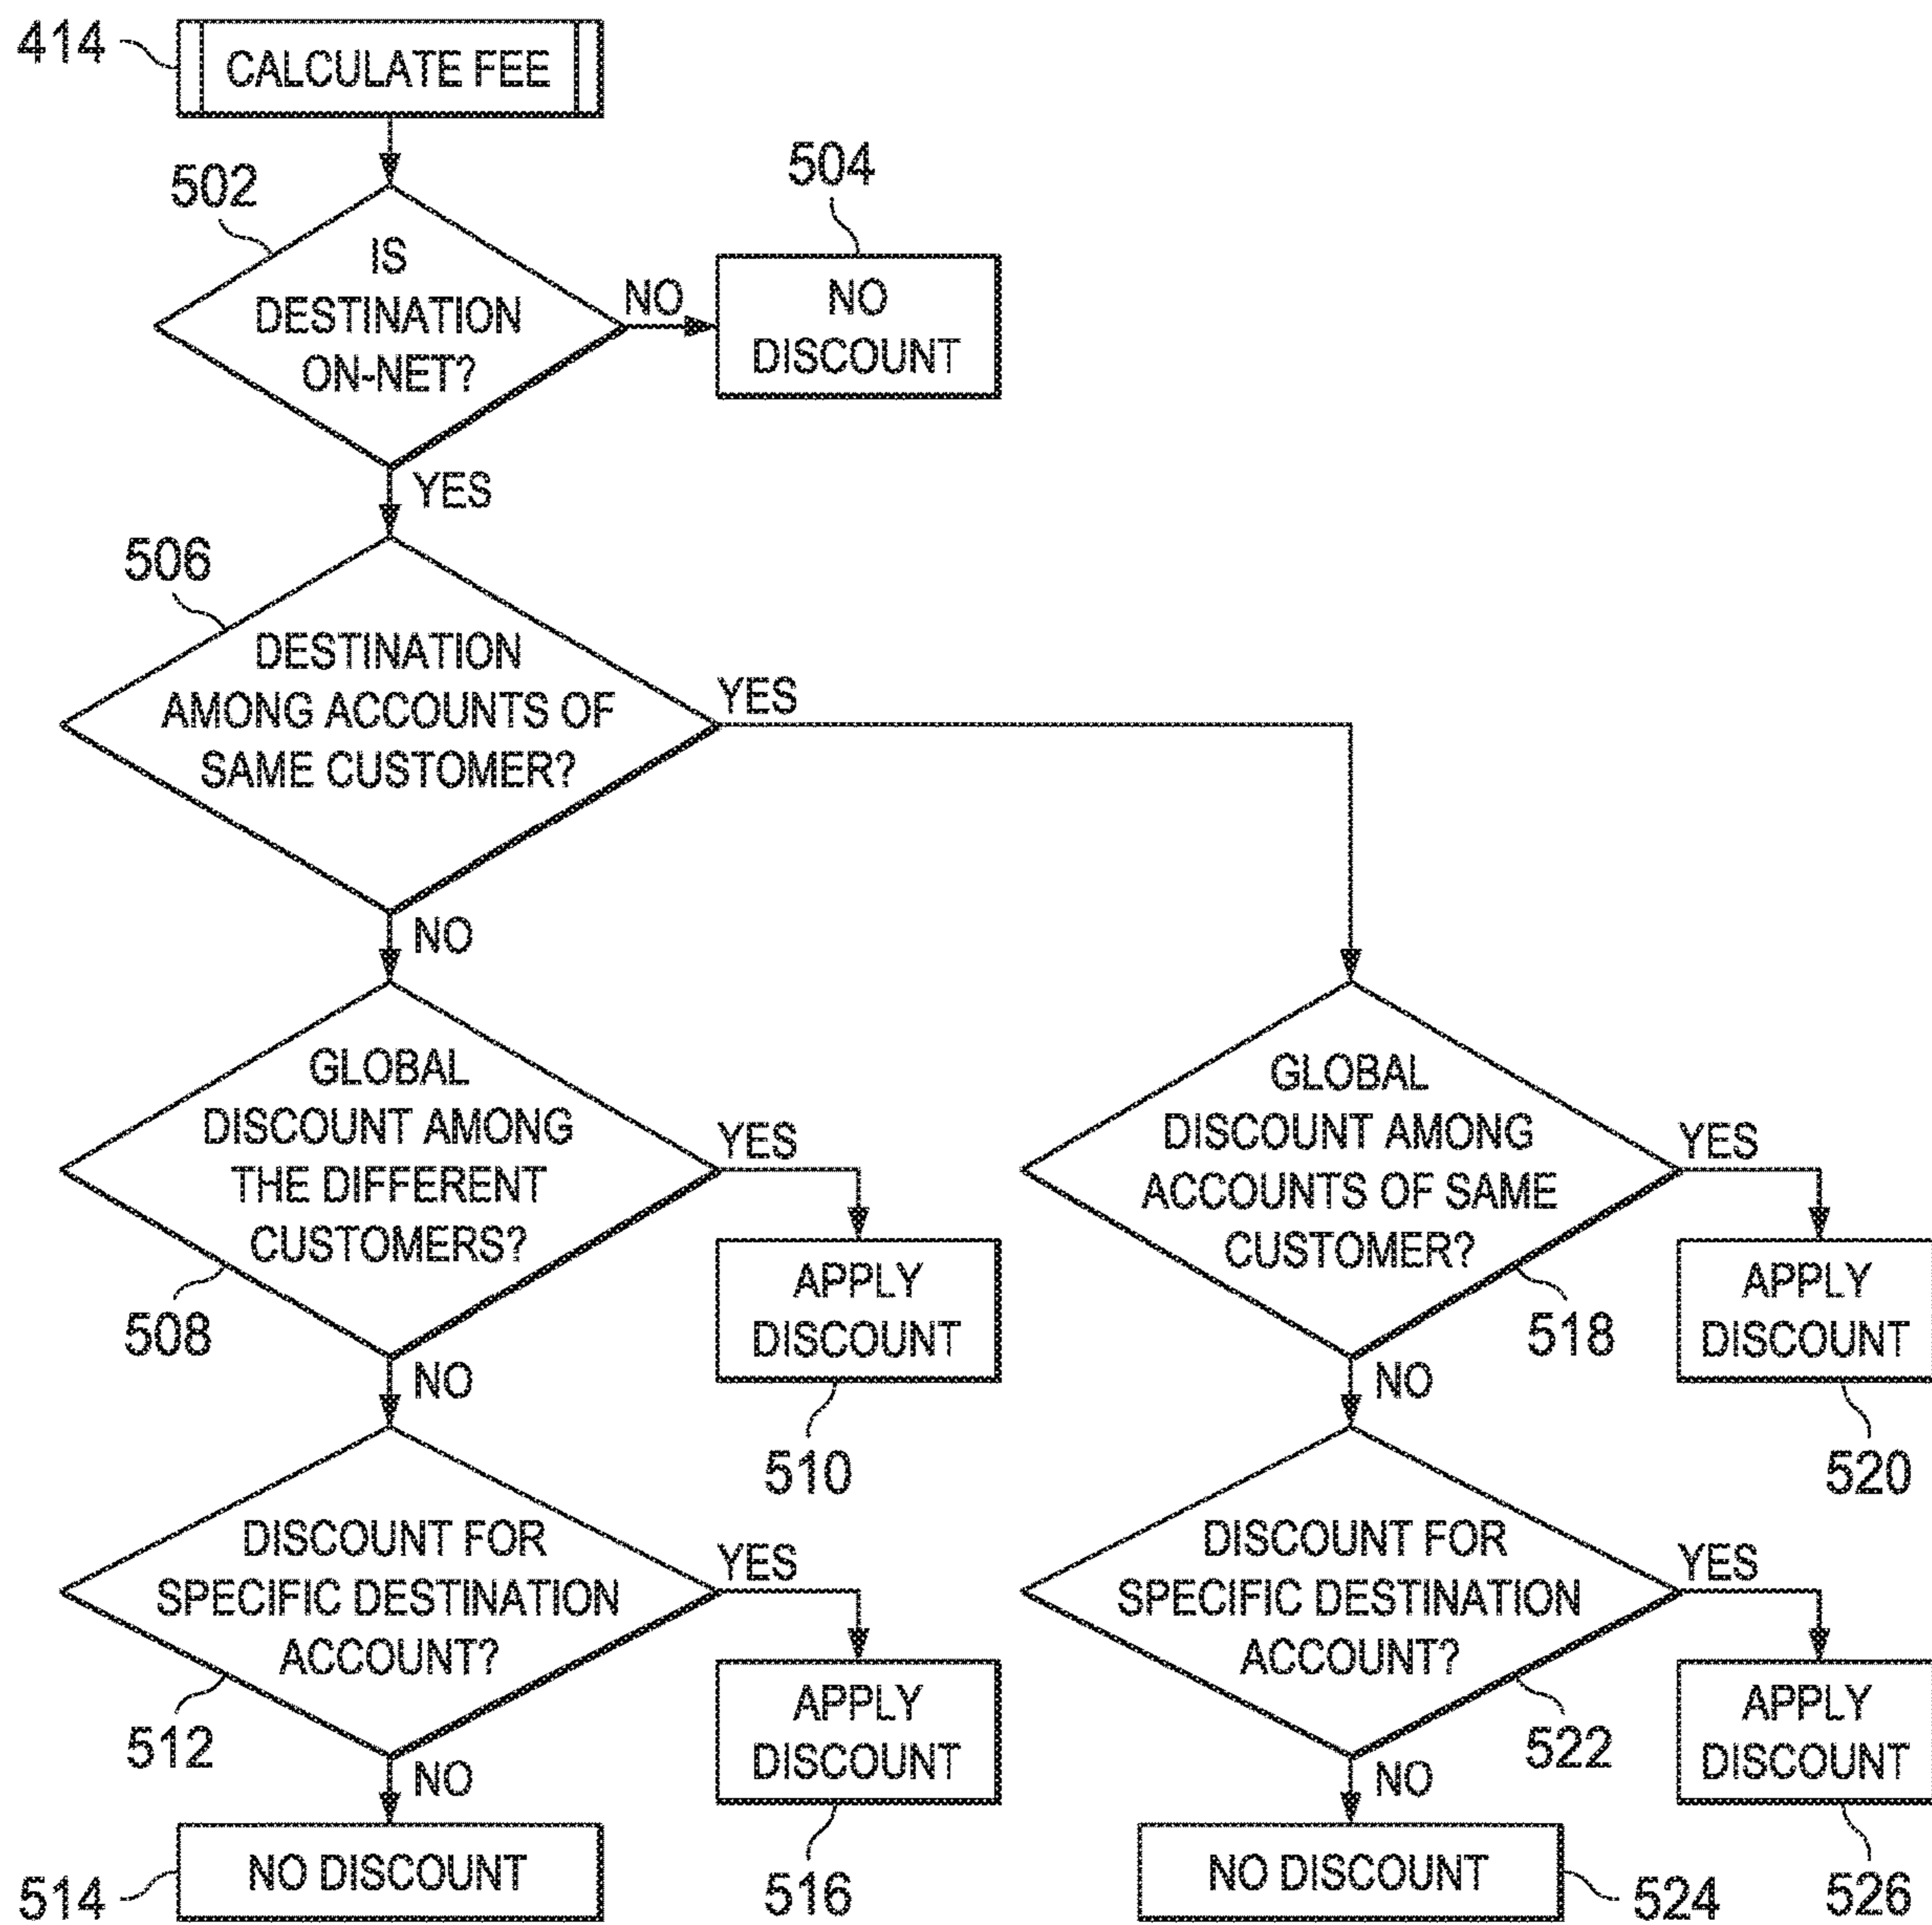 414
CALCULATE FEE
502
504
IS
DESTINATION
ON-NET?
NO
NO
DISCOUNT
YES
506
DESTINATION
AMONG ACCOUNTS OF
SAME CUSTOMER?
YES
NO
GLOBAL
DISCOUNT AMONG
THE DIFFERENT
CUSTOMERS?
YES
508
APPLY
DISCOUNT
510
NO
GLOBAL
DISCOUNT AMONG
ACCOUNTS OF SAME
CUSTOMER?
YES
518
APPLY
DISCOUNT
520
NO
DISCOUNT FOR
SPECIFIC DESTINATION
ACCOUNT?
YES
512
APPLY
DISCOUNT
516
NO
514
NO DISCOUNT
DISCOUNT FOR
SPECIFIC DESTINATION
ACCOUNT?
YES
522
APPLY
DISCOUNT
526
NO
NO DISCOUNT
524